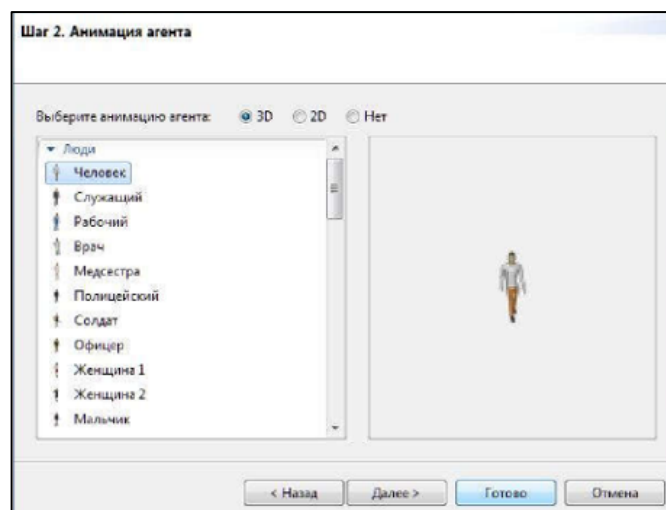 Шаг 2. Анимация агента
Выберите анимацию агента: 3D 2D Нет
Люди
Человек
Служащий
Рабочий
Врач
Медсестра
Полицейский
Солдат
Офицер
Женщина 1
Женщина 2
Мальчик
< Назад Далее > Готово Отмена